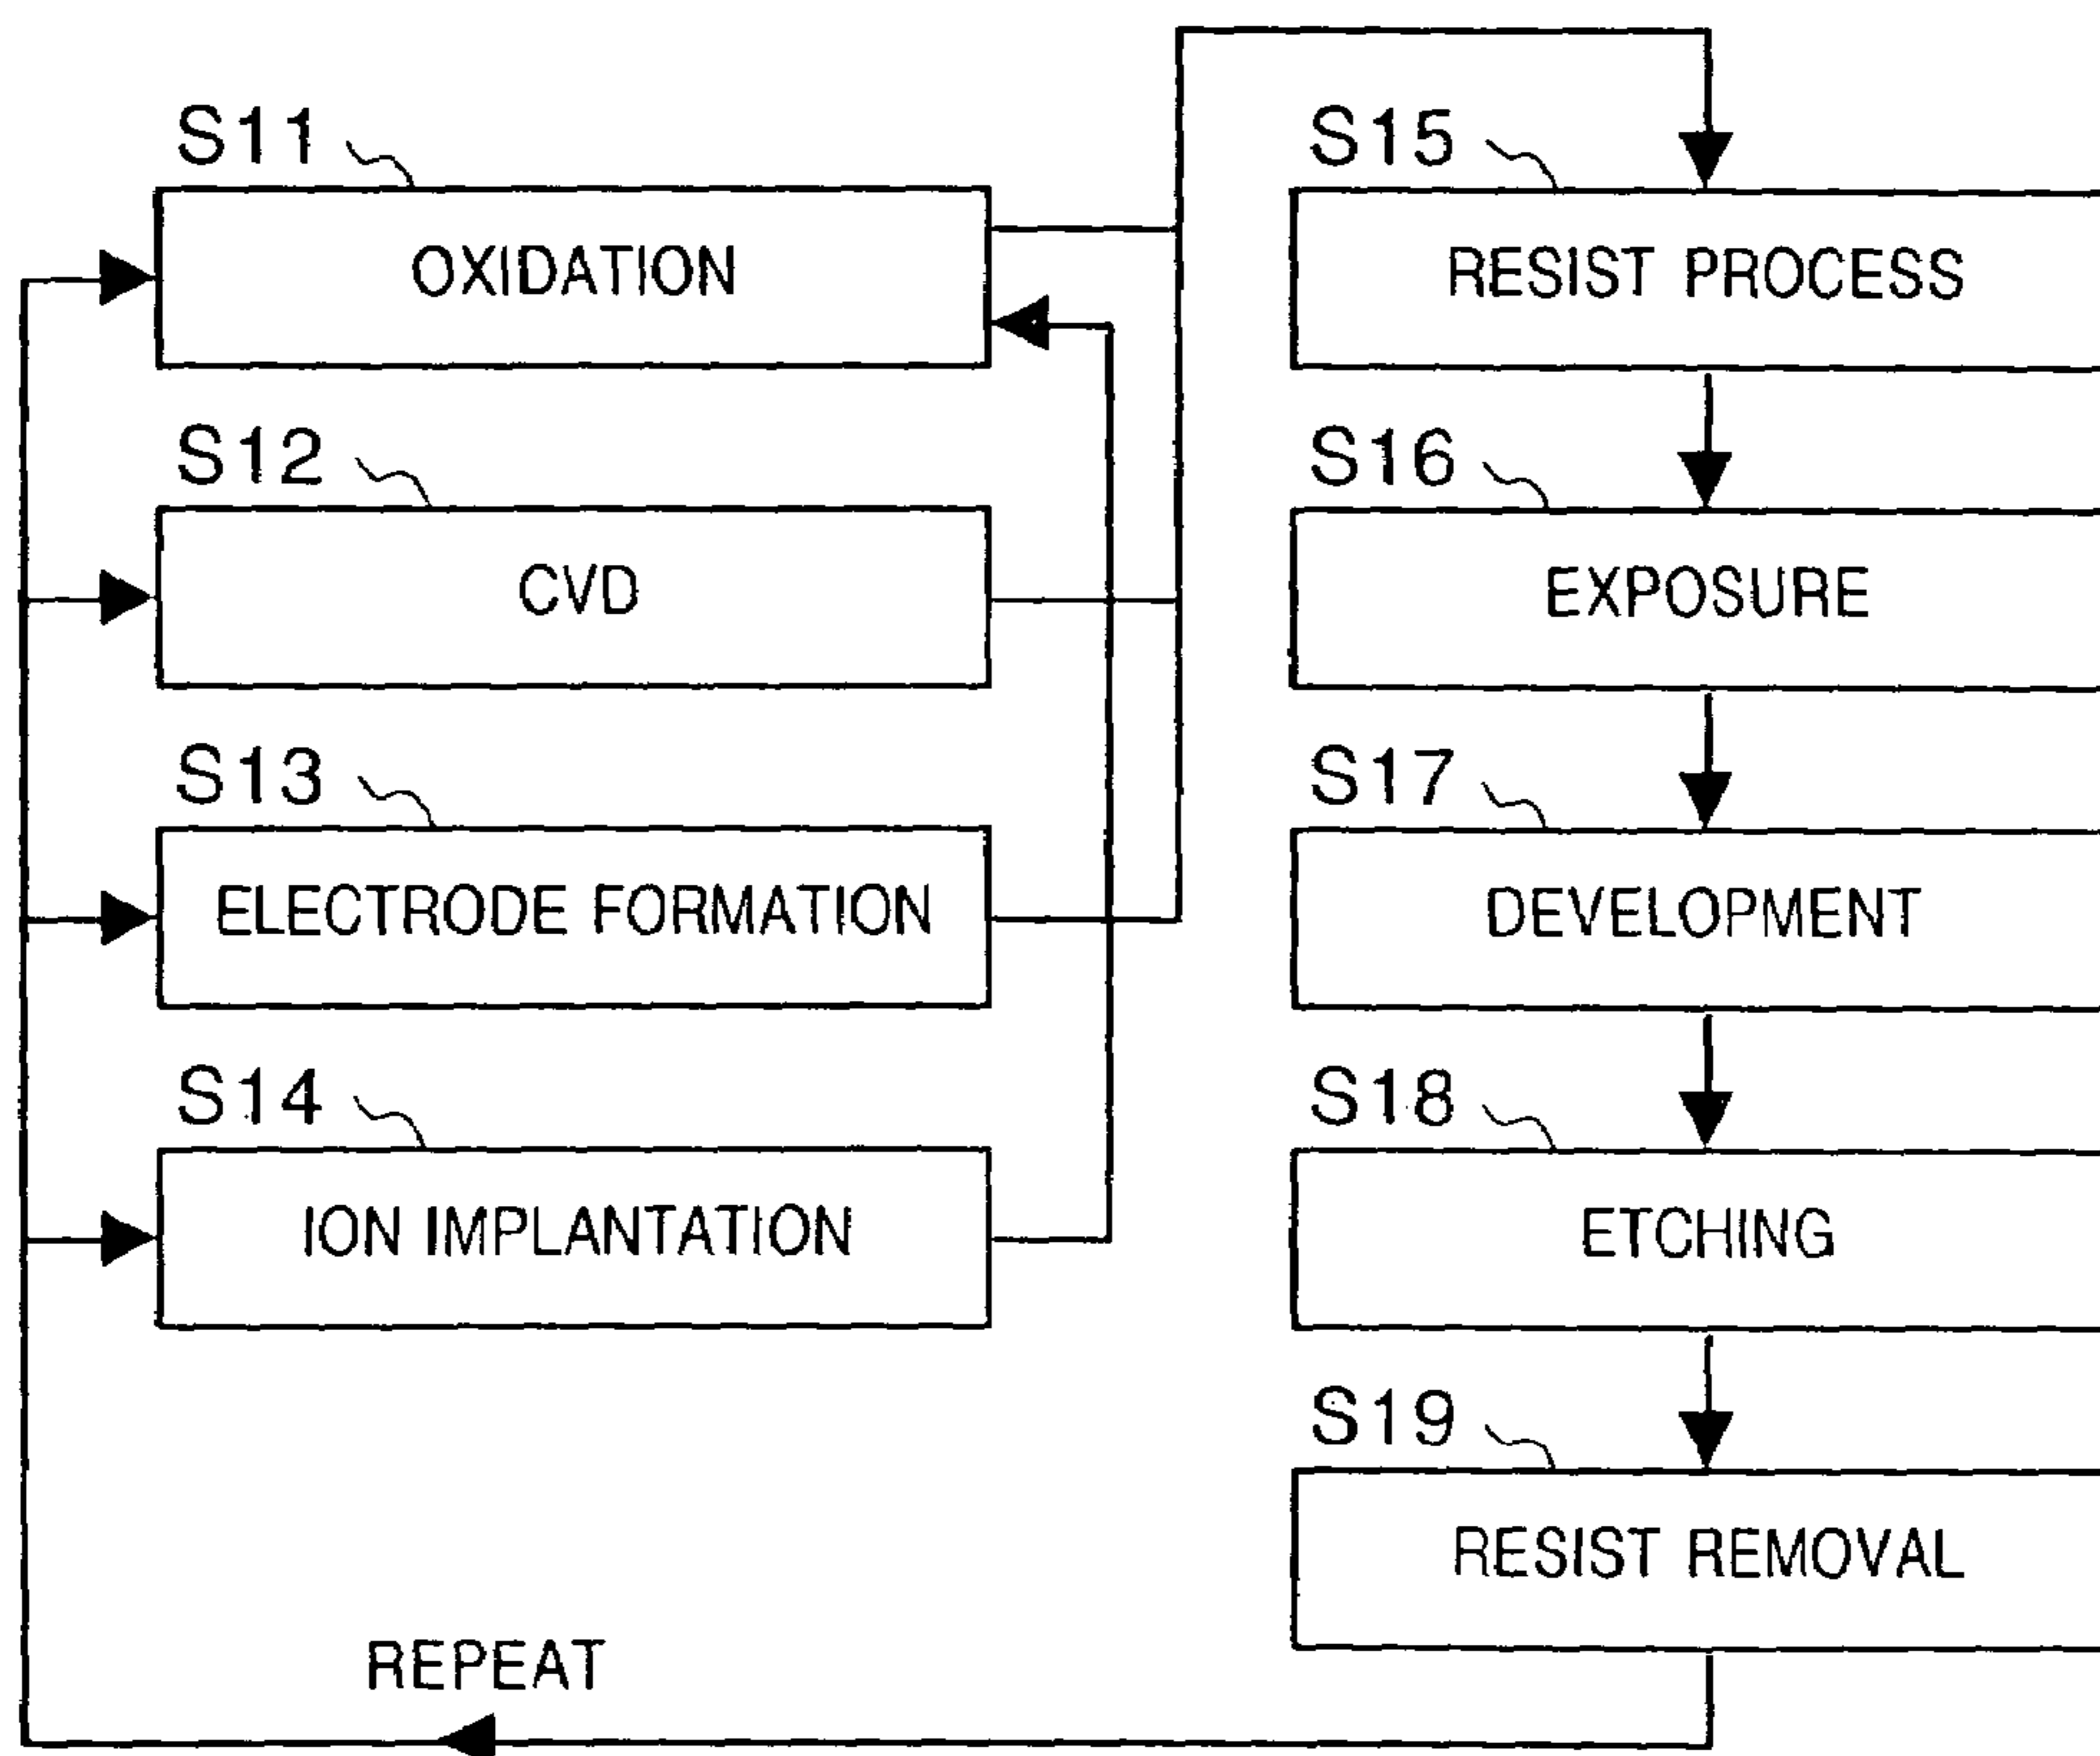 S11
OXIDATION
S12
CVD
S13
ELECTRODE FORMATION
S14
ION IMPLANTATION
REPEAT
S15
RESIST PROCESS
S16
EXPOSURE
S17
DEVELOPMENT
S18
ETCHING
S19
RESIST REMOVAL